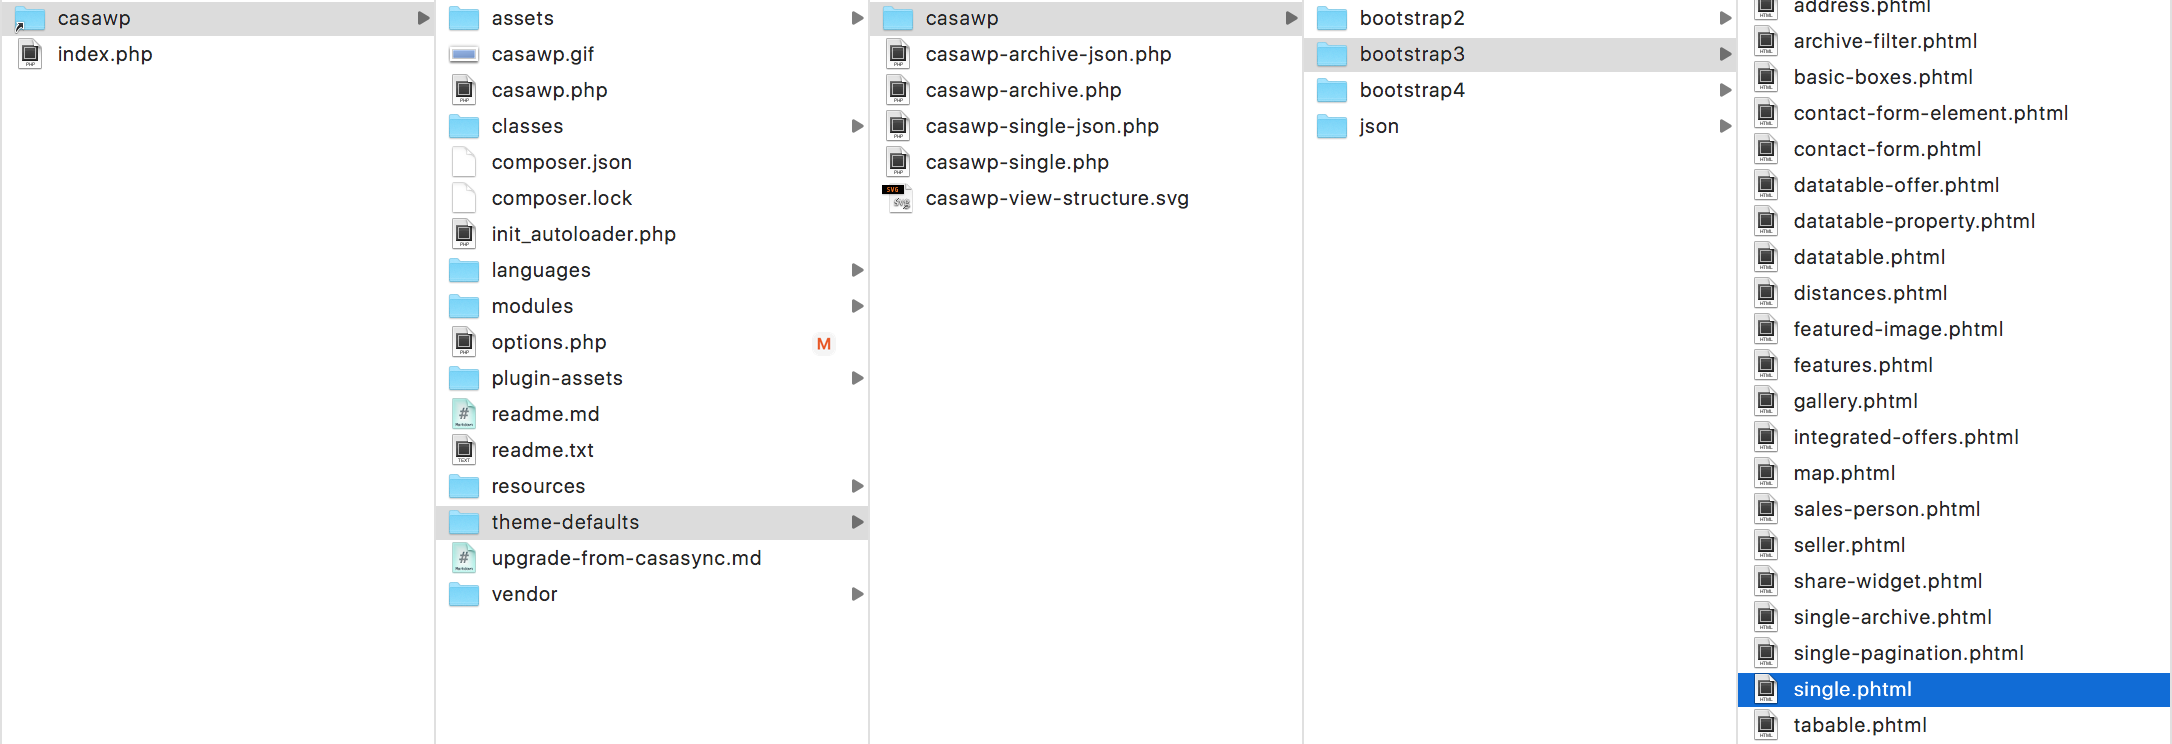 casawp
index.php
assets
casawp.gif
casawp.php
classes
composer.json
composer.lock
init_autoloader.php
languages
modules
options.php M
plugin-assets
readme.md
readme.txt
resources
theme-defaults
upgrade-from-casasync.md
vendor
casawp
casawp-archive-json.php
casawp-archive.php
casawp-single-json.php
casawp-single.php
casawp-view-structure.svg
bootstrap2
bootstrap3
bootstrap4
json
address.phtml
archive-filter.phtml
basic-boxes.phtml
contact-form-element.phtml
contact-form.phtml
datatable-offer.phtml
datatable-property.phtml
datatable.phtml
distances.phtml
featured-image.phtml
features.phtml
gallery.phtml
integrated-offers.phtml
map.phtml
sales-person.phtml
seller.phtml
share-widget.phtml
single-archive.phtml
single-pagination.phtml
single.phtml
tabable.phtml